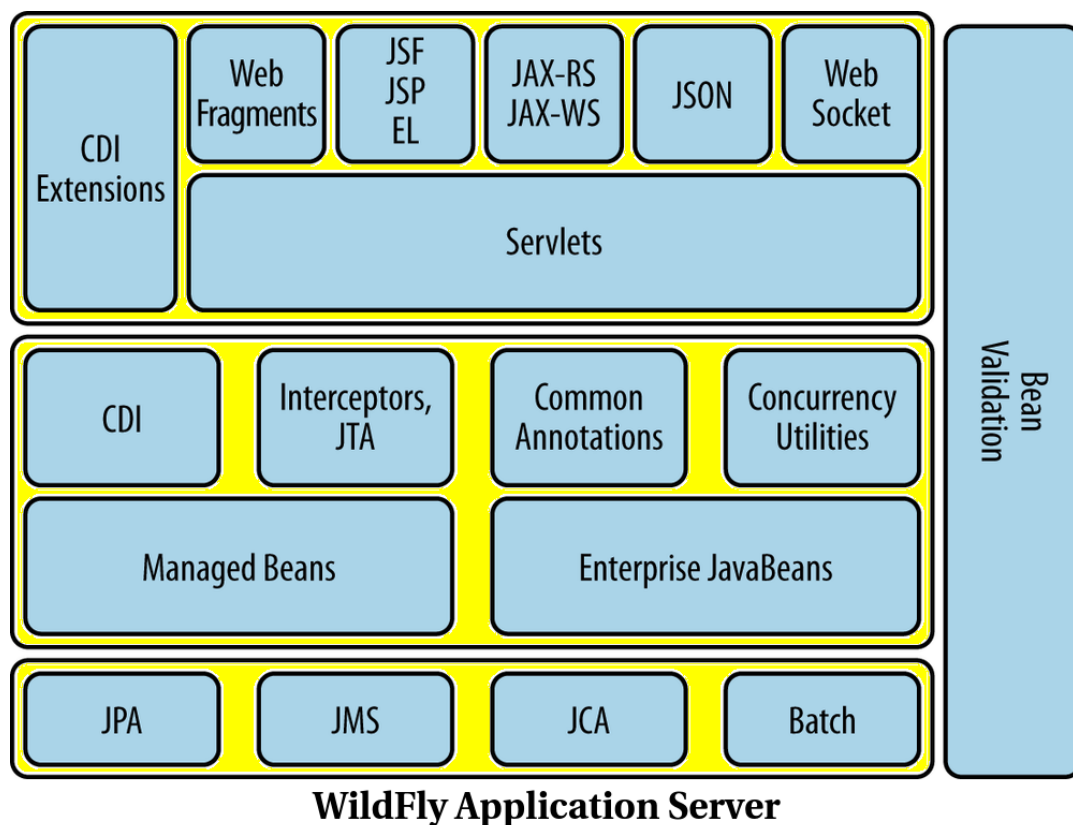 CDI
Extensions
Web
Fragments
JSF
JSP
EL
JAX-RS
JAX-WS
JSON
Web
Socket
Servlets
CDI
Interceptors,
JTA
Common
Annotations
Concurrency
Utilities
Managed Beans
Enterprise JavaBeans
JPA
JMS
JCA
Batch
Bean
Validation
WildFly Application Server